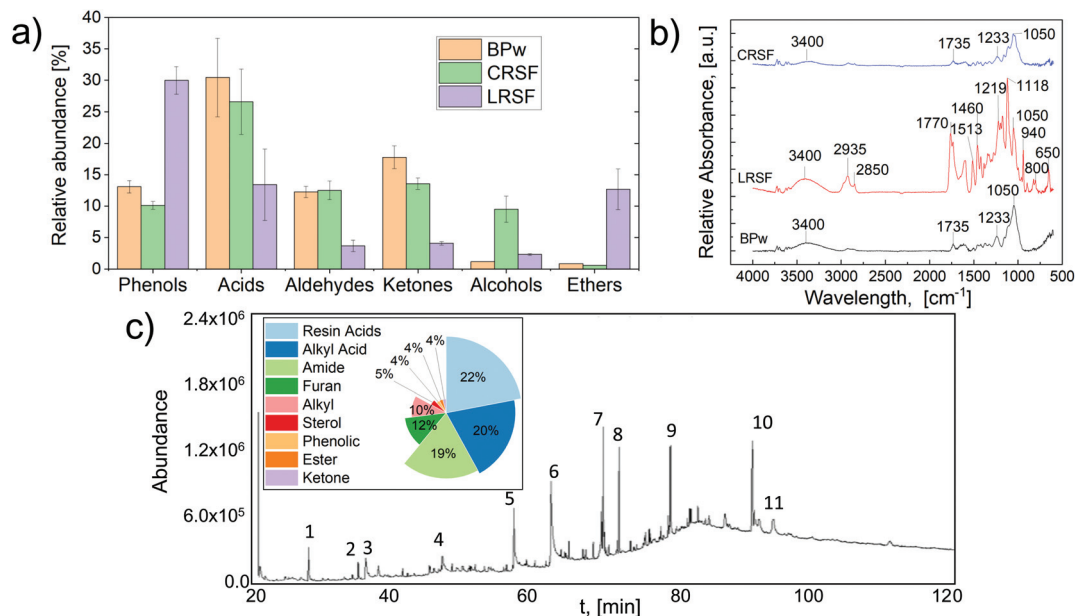 a)
Relative abundance [%]
40
35
30
25
20
15
10
5
0
BPw
CRSF
LRSF
Phenols Acids Aldehydes Ketones Alcohols Ethers
b)
Relative Absorbance, [a.u.]
CRSF
3400
1735
1233
1050
LRSF
3400
2935
2850
1770
1513
1460
1219
1118
1050
940
800
650
BPw
3400
1735
1233
1050
4000 3500 3000 2500 2000 1500 1000 500
Wavelength, [cm⁻¹]
c)
Abundance
2.4x10⁶
1.8x10⁶
1.2x10⁶
6.0x10⁵
0.0
Resin Acids
Alkyl Acid
Amide
Furan
Alkyl
Sterol
Phenolic
Ester
Ketone
4%
4%
4%
5%
10%
12%
19%
20%
22%
1 2 3 4 5 6 7 8 9 10 11
20 40 60 80 100 120
t, [min]